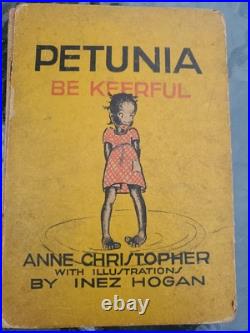 PETUNIA
BE KEERFUL
ANNE CHRISTOPHER
WITH ILLUSTRATIONS
BY INEZ HOGAN